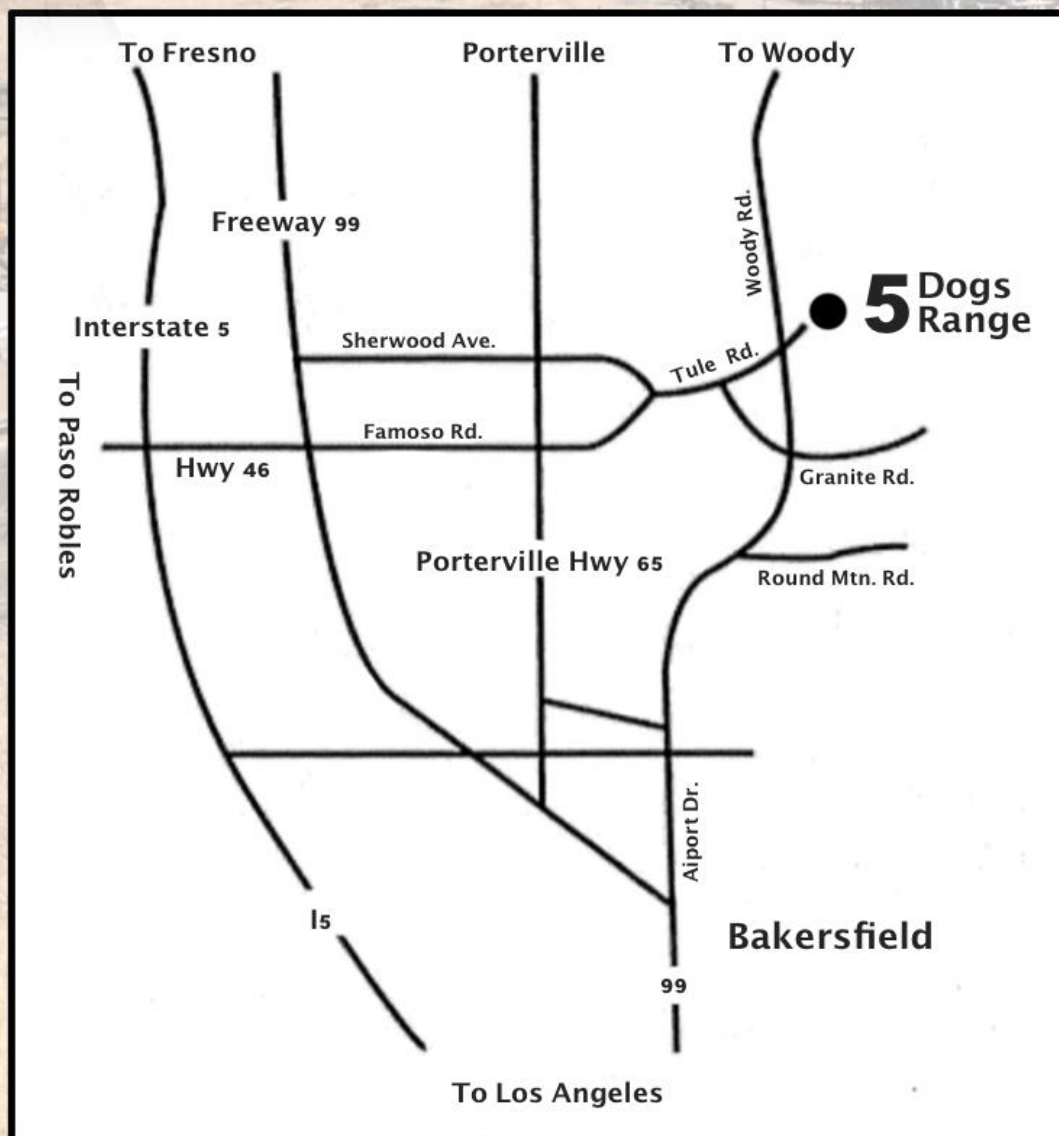 To Fresno
Porterville
To Woody
Woody Rd.
Freeway 99
5 Dogs
Range
Interstate 5
Sherwood Ave.
Tule Rd.
To Paso Robles
Famoso Rd.
Hwy 46
Granite Rd.
Porterville Hwy 65
Round Mtn. Rd.
Aiport Dr.
I5
Bakersfield
99
To Los Angeles